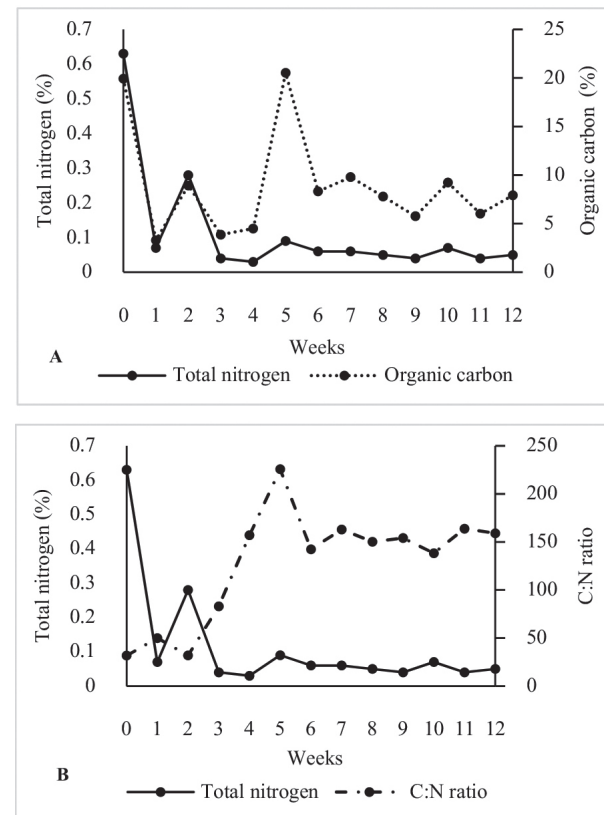 0.7
0.6
0.5
0.4
0.3
0.2
0.1
0
Total nitrogen (%)
25
20
15
10
5
0
Organic carbon (%)
0 1 2 3 4 5 6 7 8 9 10 11 12
Weeks
A
Total nitrogen Organic carbon
0.7
0.6
0.5
0.4
0.3
0.2
0.1
0
Total nitrogen (%)
250
200
150
100
50
0
C:N ratio
0 1 2 3 4 5 6 7 8 9 10 11 12
Weeks
B
Total nitrogen C:N ratio